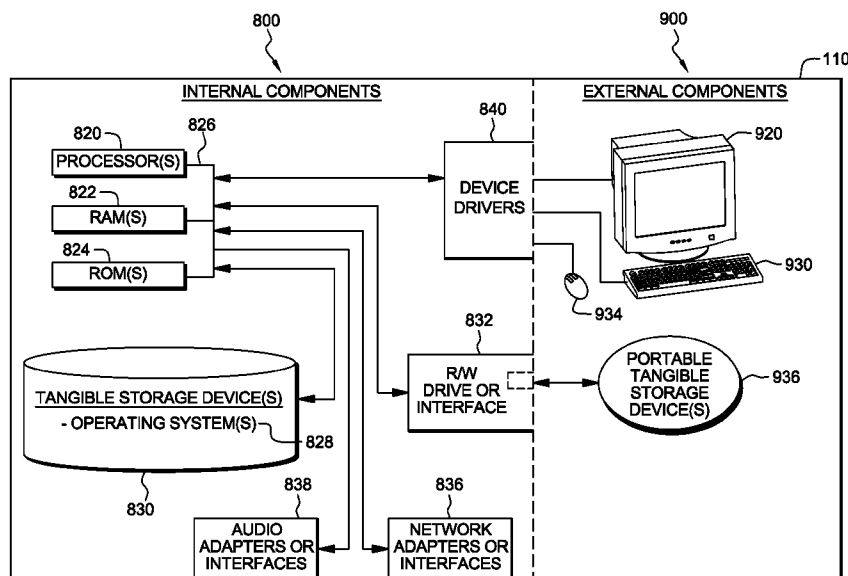 800
900
110
INTERNAL COMPONENTS
EXTERNAL COMPONENTS
820
826
PROCESSOR(S)
822
RAM(S)
824
ROM(S)
840
DEVICE
DRIVERS
920
930
934
832
R/W
DRIVE OR
INTERFACE
PORTABLE
TANGIBLE
STORAGE
DEVICE(S)
936
TANGIBLE STORAGE DEVICE(S)
- OPERATING SYSTEM(S)
828
830
838
AUDIO
ADAPTERS OR
INTERFACES
836
NETWORK
ADAPTERS OR
INTERFACES